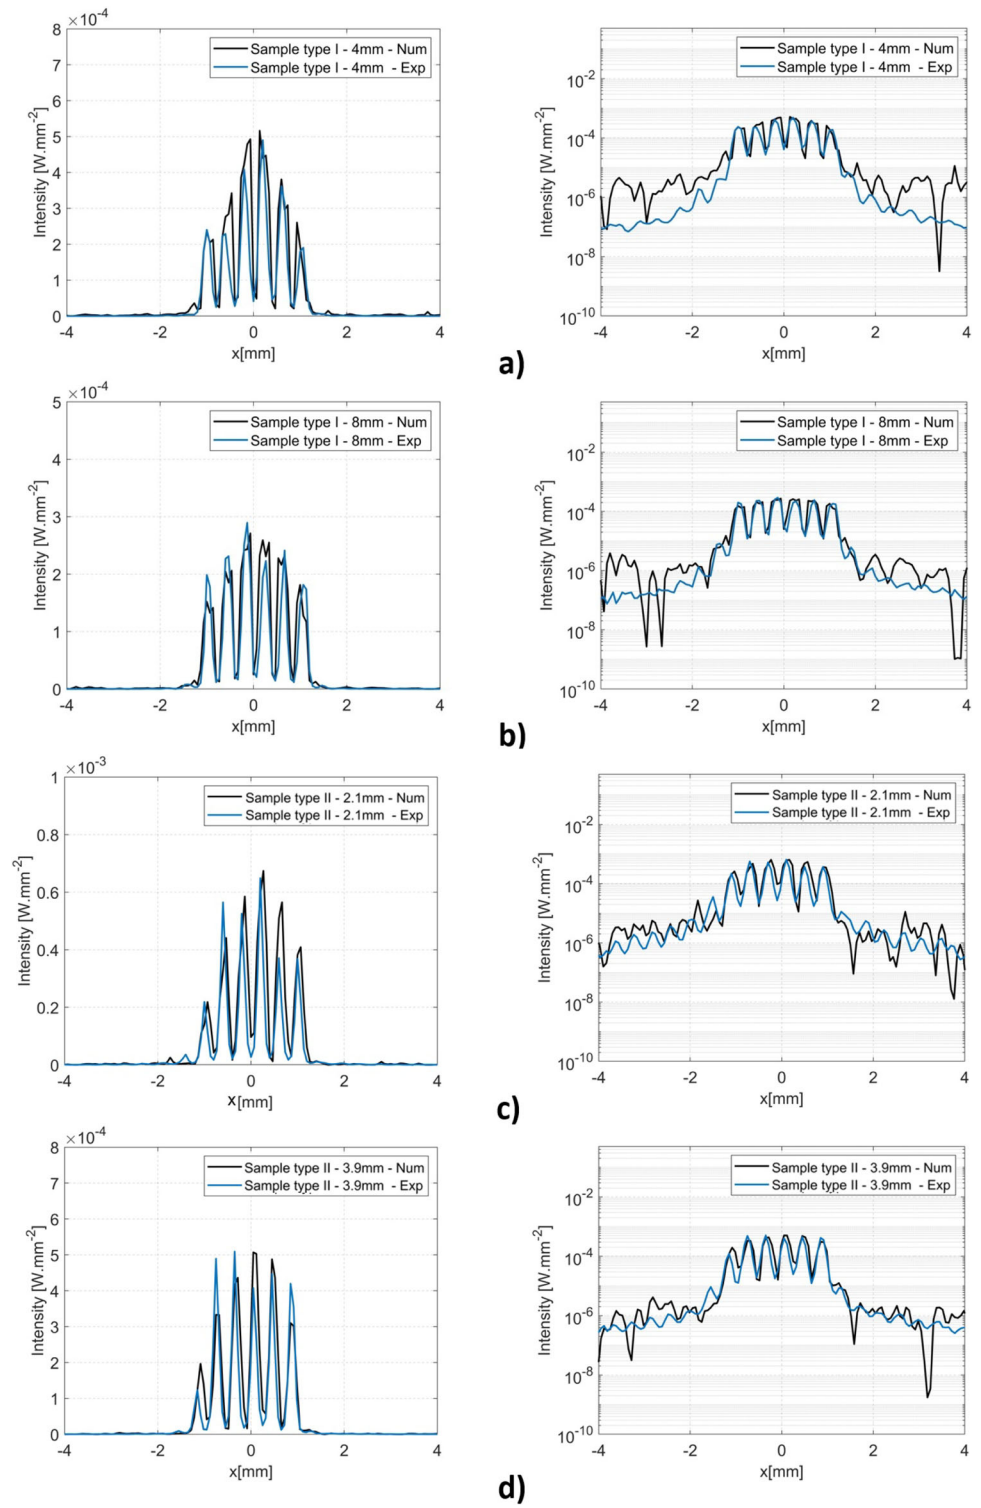 ×10⁻⁴
8
7
6
5
4
3
2
1
0
Intensity [W.mm⁻²]
Sample type I - 4mm - Num
Sample type I - 4mm - Exp
-4 -2 0 2 4
x[mm]
10⁻²
10⁻⁴
10⁻⁶
10⁻⁸
10⁻¹⁰
Intensity [W.mm⁻²]
Sample type I - 4mm - Num
Sample type I - 4mm - Exp
-4 -2 0 2 4
x[mm]
a)
×10⁻⁴
5
4
3
2
1
0
Intensity [W.mm⁻²]
Sample type I - 8mm - Num
Sample type I - 8mm - Exp
-4 -2 0 2 4
x[mm]
10⁻²
10⁻⁴
10⁻⁶
10⁻⁸
10⁻¹⁰
Intensity [W.mm⁻²]
Sample type I - 8mm - Num
Sample type I - 8mm - Exp
-4 -2 0 2 4
x[mm]
b)
×10⁻³
1
0.8
0.6
0.4
0.2
0
Intensity [W.mm⁻²]
Sample type II - 2.1mm - Num
Sample type II - 2.1mm - Exp
-4 -2 0 2 4
x[mm]
10⁻²
10⁻⁴
10⁻⁶
10⁻⁸
10⁻¹⁰
Intensity [W.mm⁻²]
Sample type II - 2.1mm - Num
Sample type II - 2.1mm - Exp
-4 -2 0 2 4
x[mm]
c)
×10⁻⁴
8
7
6
5
4
3
2
1
0
Intensity [W.mm⁻²]
Sample type II - 3.9mm - Num
Sample type II - 3.9mm - Exp
-4 -2 0 2 4
x[mm]
10⁻²
10⁻⁴
10⁻⁶
10⁻⁸
10⁻¹⁰
Intensity [W.mm⁻²]
Sample type II - 3.9mm - Num
Sample type II - 3.9mm - Exp
-4 -2 0 2 4
x[mm]
d)